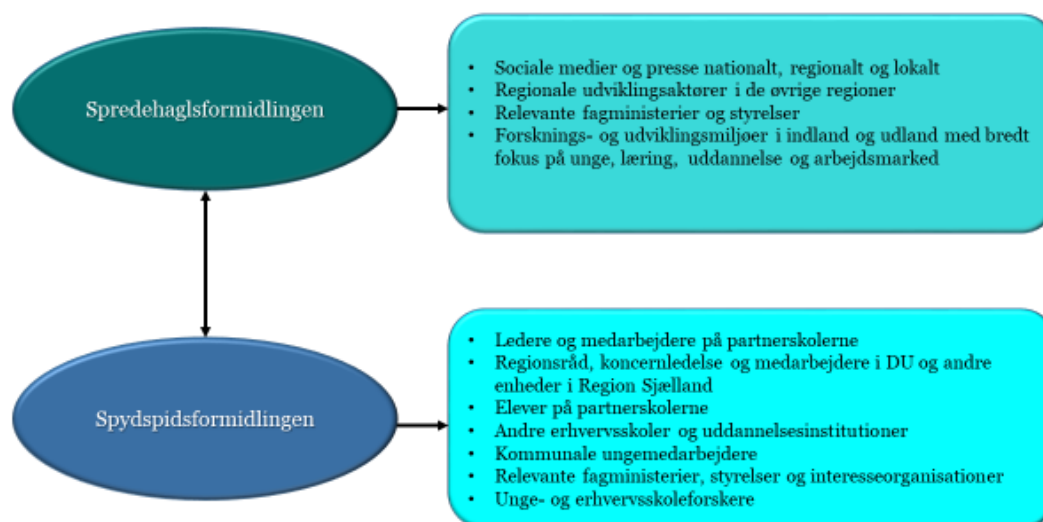 Spredehaglsformidlingen
• Sociale medier og presse nationalt, regionalt og lokalt
• Regionale udviklingsaktører i de øvrige regioner
• Relevante fagministerier og styrelser
• Forsknings- og udviklingsmiljøer i indland og udland med bredt
fokus på unge, læring, uddannelse og arbejdsmarked
Spydspidsformidlingen
• Ledere og medarbejdere på partnerskolerne
• Regionsråd, koncernledelse og medarbejdere i DU og andre
enheder i Region Sjælland
• Elever på partnerskolerne
• Andre erhvervsskoler og uddannelsesinstitutioner
• Kommunale ungemedarbejdere
• Relevante fagministerier, styrelser og interesseorganisationer
• Unge- og erhvervsskoleforskere